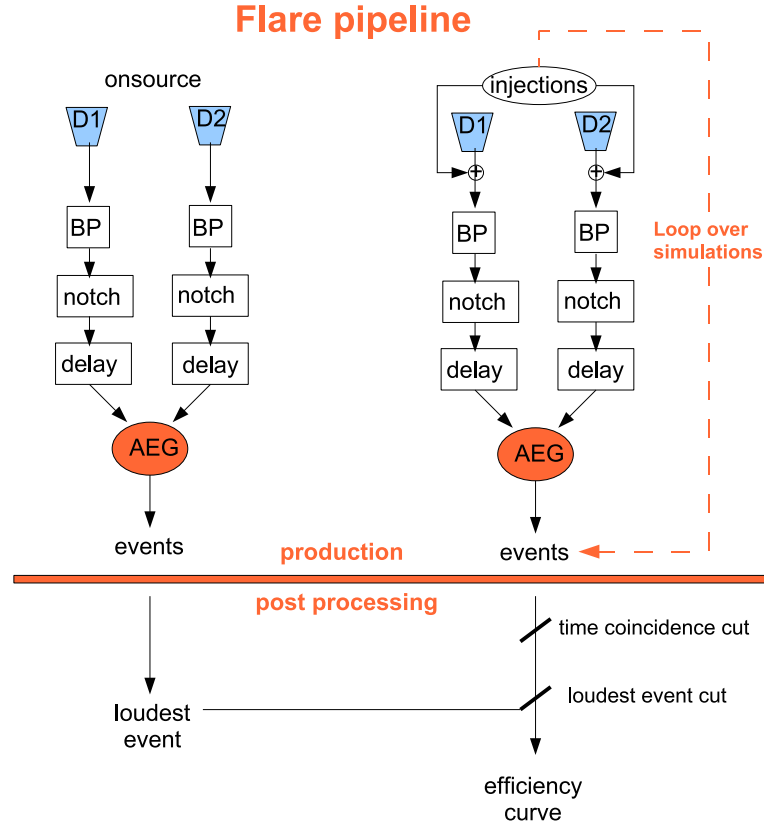 Flare pipeline
onsource
D1
D2
BP
BP
notch
notch
delay
delay
AEG
events
injections
D1
D2
+
+
BP
BP
notch
notch
delay
delay
AEG
events
Loop over
simulations
production
post processing
time coincidence cut
loudest event cut
loudest
event
efficiency
curve